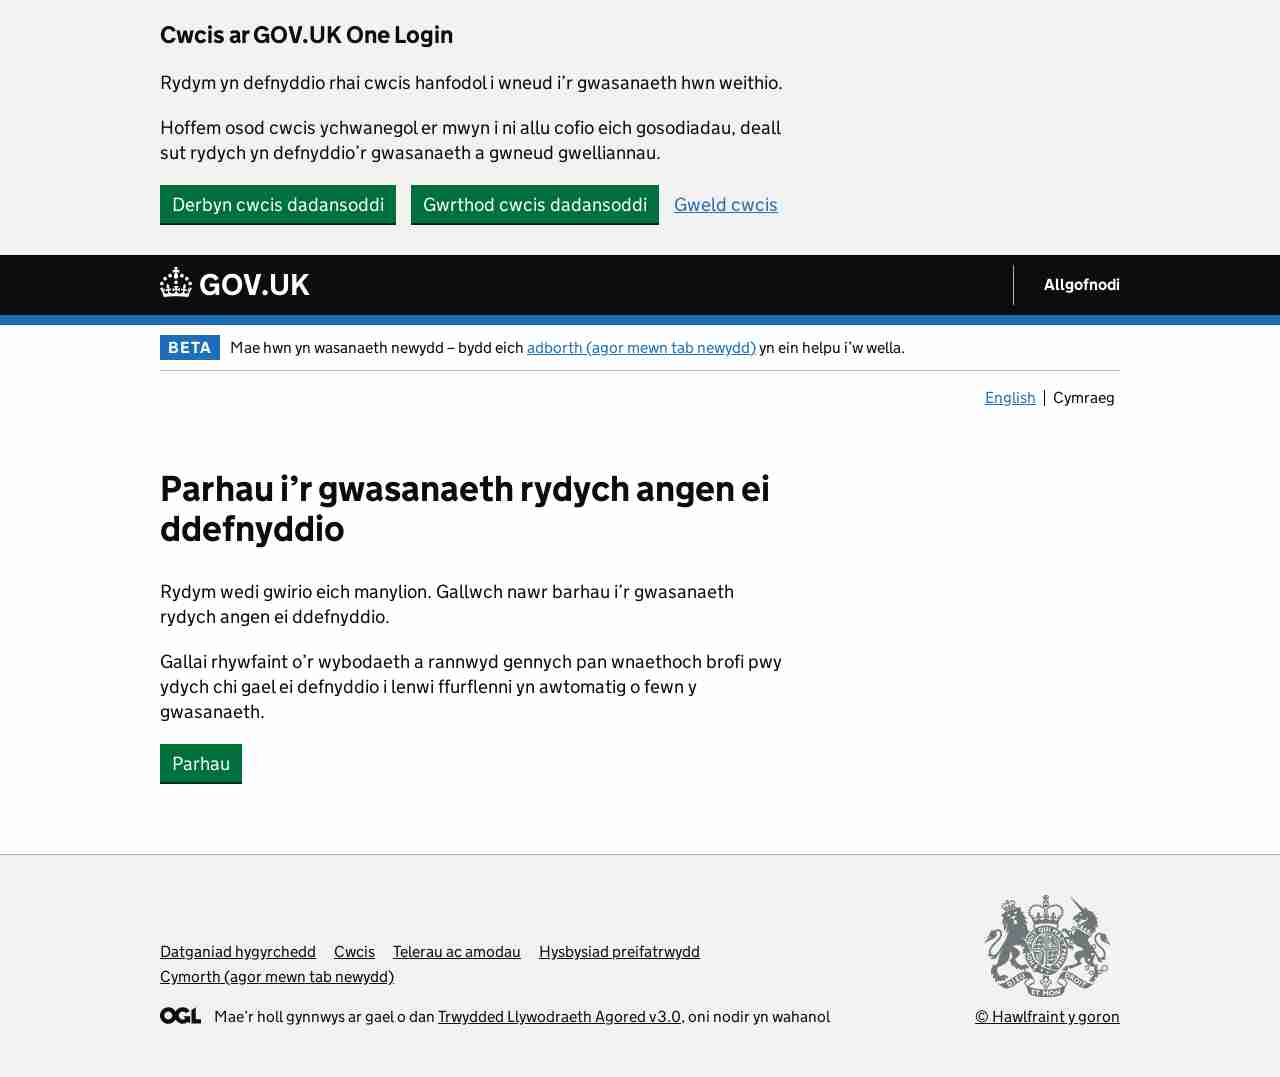 Cwcis ar GOV.UK One Login
Rydym yn defnyddio rhai cwcis hanfodol i wneud i’r gwasanaeth hwn weithio.
Hoffem osod cwcis ychwanegol er mwyn i ni allu cofio eich gosodiadau, deall
sut rydych yn defnyddio’r gwasanaeth a gwneud gwelliannau.
Derbyn cwcis dadansoddi Gwrthod cwcis dadansoddi Gweld cwcis
GOV.UK Allgofnodi
BETA Mae hwn yn wasanaeth newydd – bydd eich adborth (agor mewn tab newydd) yn ein helpu i’w wella.
English Cymraeg
Parhau i’r gwasanaeth rydych angen ei
ddefnyddio
Rydym wedi gwirio eich manylion. Gallwch nawr barhau i’r gwasanaeth
rydych angen ei ddefnyddio.
Gallai rhywfaint o’r wybodaeth a rannwyd gennych pan wnaethoch brofi pwy
ydych chi gael ei defnyddio i lenwi ffurflenni yn awtomatig o fewn y
gwasanaeth.
Parhau
Datganiad hygyrchedd Cwcis Telerau ac amodau Hysbysiad preifatrwydd
Cymorth (agor mewn tab newydd)
OGL Mae’r holl gynnwys ar gael o dan Trwydded Llywodraeth Agored v3.0, oni nodir yn wahanol
© Hawlfraint y goron